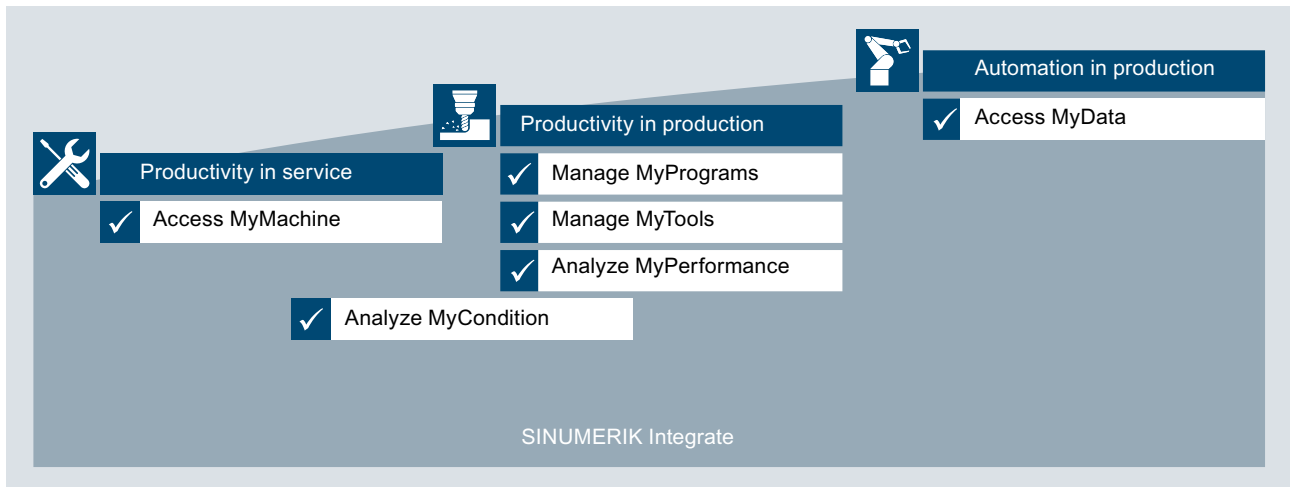 Automation in production
Access MyData
Productivity in production
Manage MyPrograms
Manage MyTools
Analyze MyPerformance
Productivity in service
Access MyMachine
Analyze MyCondition
SINUMERIK Integrate